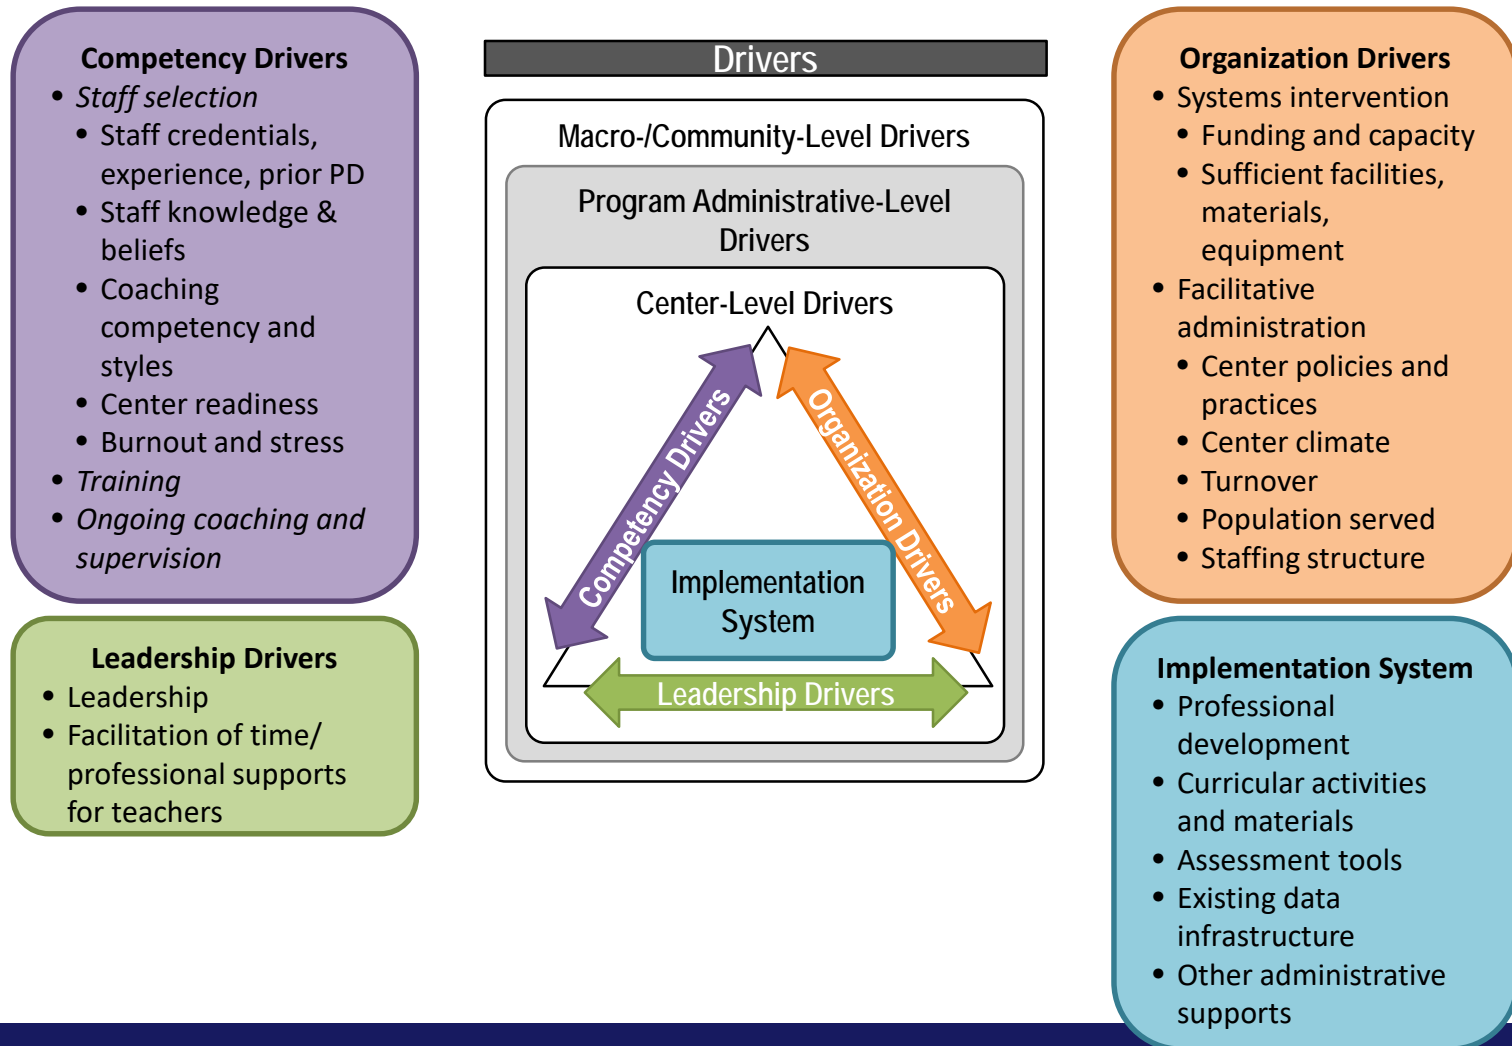 Competency Drivers
• Staff selection
• Staff credentials,
experience, prior PD
• Staff knowledge &
beliefs
• Coaching
competency and
styles
• Center readiness
• Burnout and stress
• Training
• Ongoing coaching and
supervision
Leadership Drivers
• Leadership
• Facilitation of time/
professional supports
for teachers
Drivers
Macro-/Community-Level Drivers
Program Administrative-Level
Drivers
Center-Level Drivers
Competency Drivers
Organization Drivers
Implementation
System
Leadership Drivers
Organization Drivers
• Systems intervention
• Funding and capacity
• Sufficient facilities,
materials,
equipment
• Facilitative
administration
• Center policies and
practices
• Center climate
• Turnover
• Population served
• Staffing structure
Implementation System
• Professional
development
• Curricular activities
and materials
• Assessment tools
• Existing data
infrastructure
• Other administrative
supports